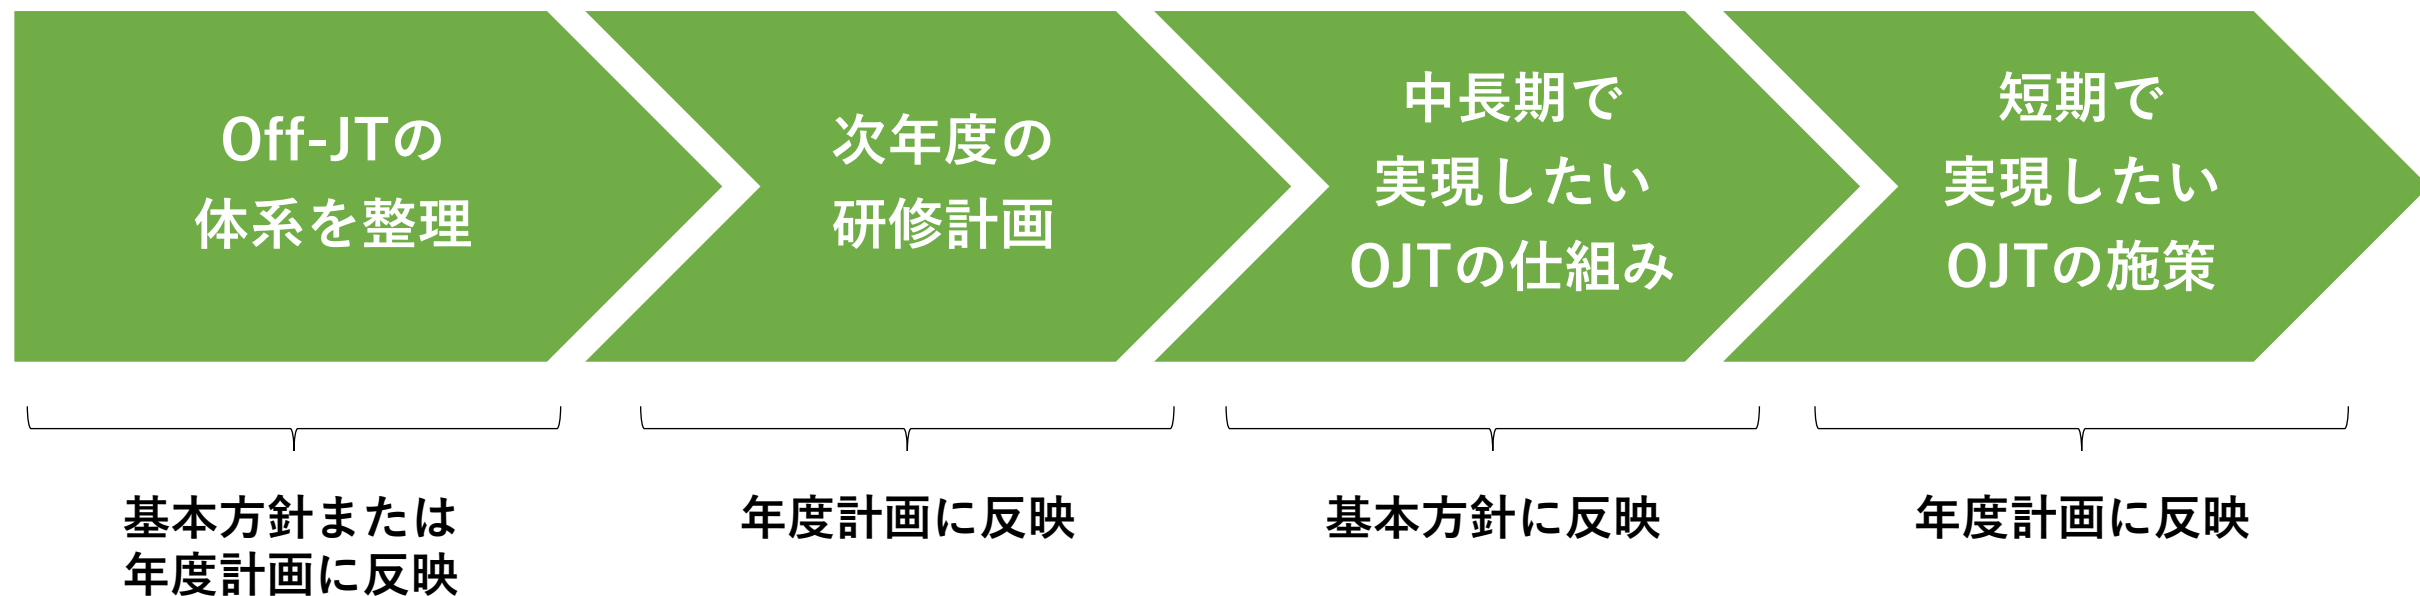 Off-JTの
体系を整理
次年度の
研修計画
中長期で
実現したい
OJTの仕組み
短期で
実現したい
OJTの施策
基本方針または
年度計画に反映
年度計画に反映
基本方針に反映
年度計画に反映